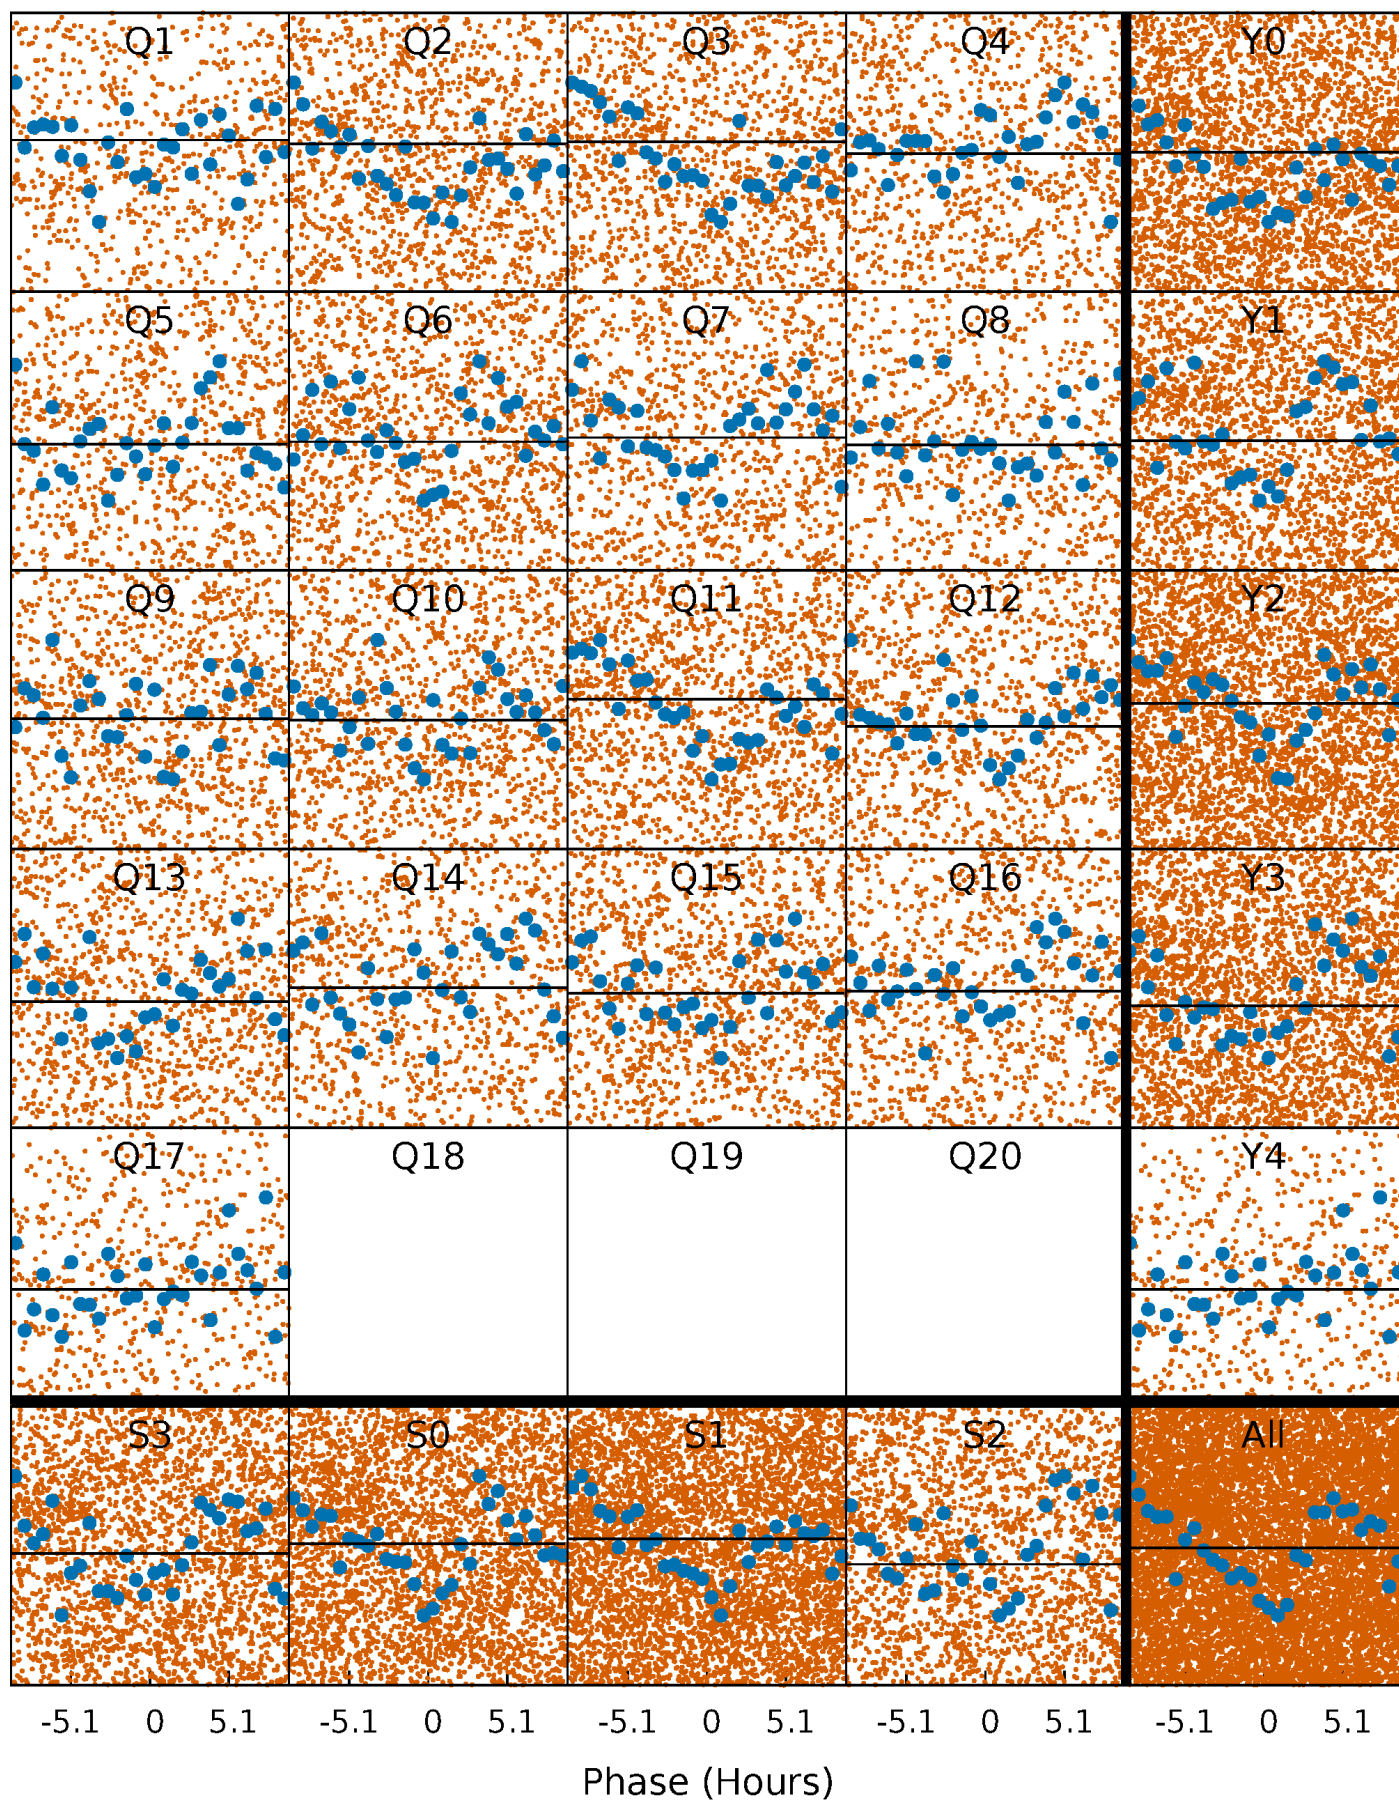 Q1 Q2 Q3 Q4 Y0
Q5 Q6 Q7 Q8 Y1
Q9 Q10 Q11 Q12 Y2
Q13 Q14 Q15 Q16 Y3
Q17 Q18 Q19 Q20 Y4
S3 S0 S1 S2 All
-5.1 0 5.1 -5.1 0 5.1 -5.1 0 5.1 -5.1 0 5.1 -5.1 0 5.1
Phase (Hours)